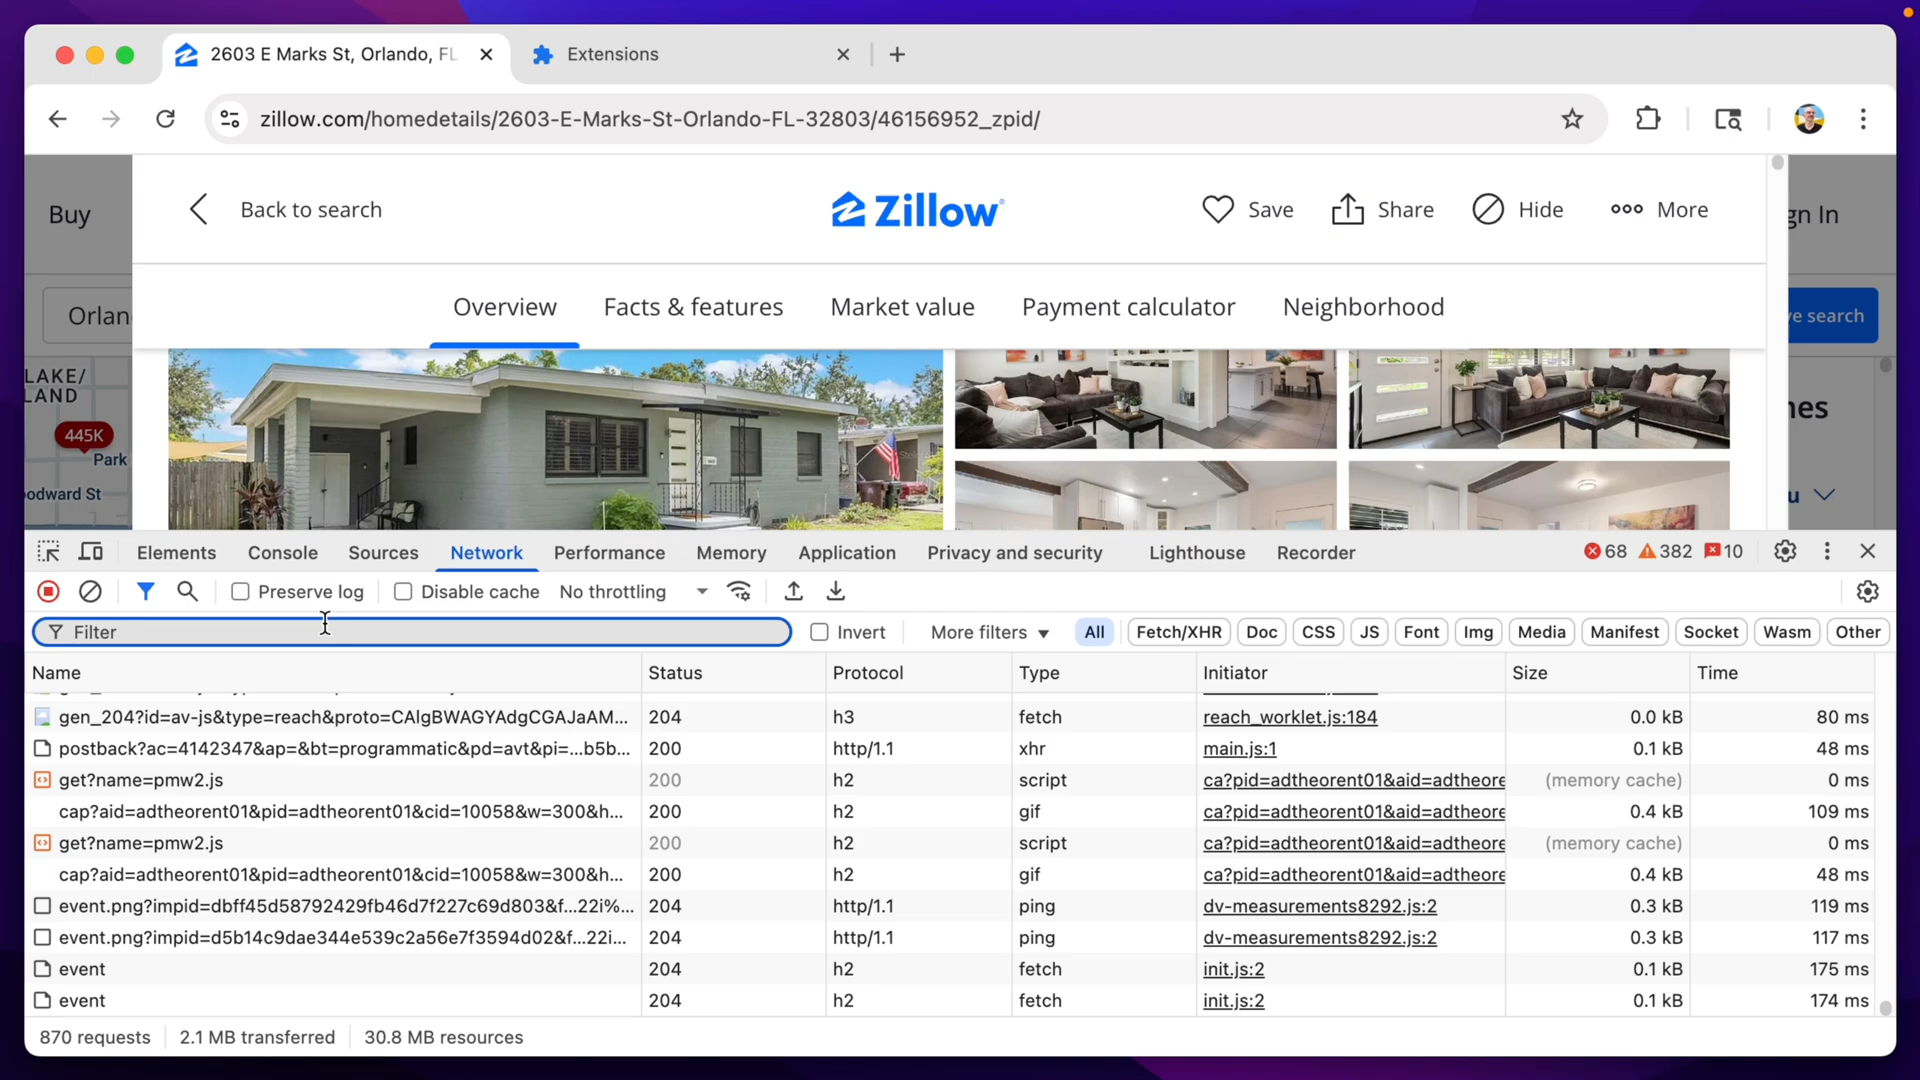 2603 E Marks St, Orlando, FL
Extensions
zillow.com/homedetails/2603-E-Marks-St-Orlando-FL-32803/46156952_zpid/
Buy
Back to search
Zillow
Save
Share
Hide
More
gn In
Orlan
Overview
Facts & features
Market value
Payment calculator
Neighborhood
e search
LAKE/
LAND
445K
Park
odward St
nes
u
Elements Console Sources Network Performance Memory Application Privacy and security Lighthouse Recorder 68 382 10
Preserve log Disable cache No throttling
Filter Invert More filters All Fetch/XHR Doc CSS JS Font Img Media Manifest Socket Wasm Other
Name Status Protocol Type Initiator Size Time
gen_204?id=av-js&type=reach&proto=CAIgBWAGYAdgCGAJaAM... 204 h3 fetch reach_worklet.js:184 0.0 kB 80 ms
postback?ac=4142347&ap=&bt=programmatic&pd=avt&pi=...b5b... 200 http/1.1 xhr main.js:1 0.1 kB 48 ms
get?name=pmw2.js 200 h2 script ca?pid=adtheorent01&aid=adtheore (memory cache) 0 ms
cap?aid=adtheorent01&pid=adtheorent01&cid=10058&w=300&h... 200 h2 gif ca?pid=adtheorent01&aid=adtheore 0.4 kB 109 ms
get?name=pmw2.js 200 h2 script ca?pid=adtheorent01&aid=adtheore (memory cache) 0 ms
cap?aid=adtheorent01&pid=adtheorent01&cid=10058&w=300&h... 200 h2 gif ca?pid=adtheorent01&aid=adtheore 0.4 kB 48 ms
event.png?impid=dbff45d58792429fb46d7f227c69d803&f...22i%... 204 http/1.1 ping dv-measurements8292.js:2 0.3 kB 119 ms
event.png?impid=d5b14c9dae344e539c2a56e7f3594d02&f...22i... 204 http/1.1 ping dv-measurements8292.js:2 0.3 kB 117 ms
event 204 h2 fetch init.js:2 0.1 kB 175 ms
event 204 h2 fetch init.js:2 0.1 kB 174 ms
870 requests 2.1 MB transferred 30.8 MB resources